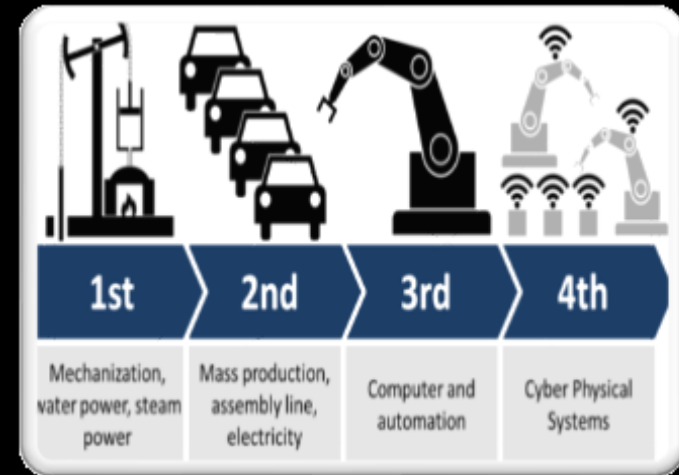 1st
2nd
3rd
4th
Mechanization,
water power, steam
power
Mass production,
assembly line,
electricity
Computer and
automation
Cyber Physical
Systems